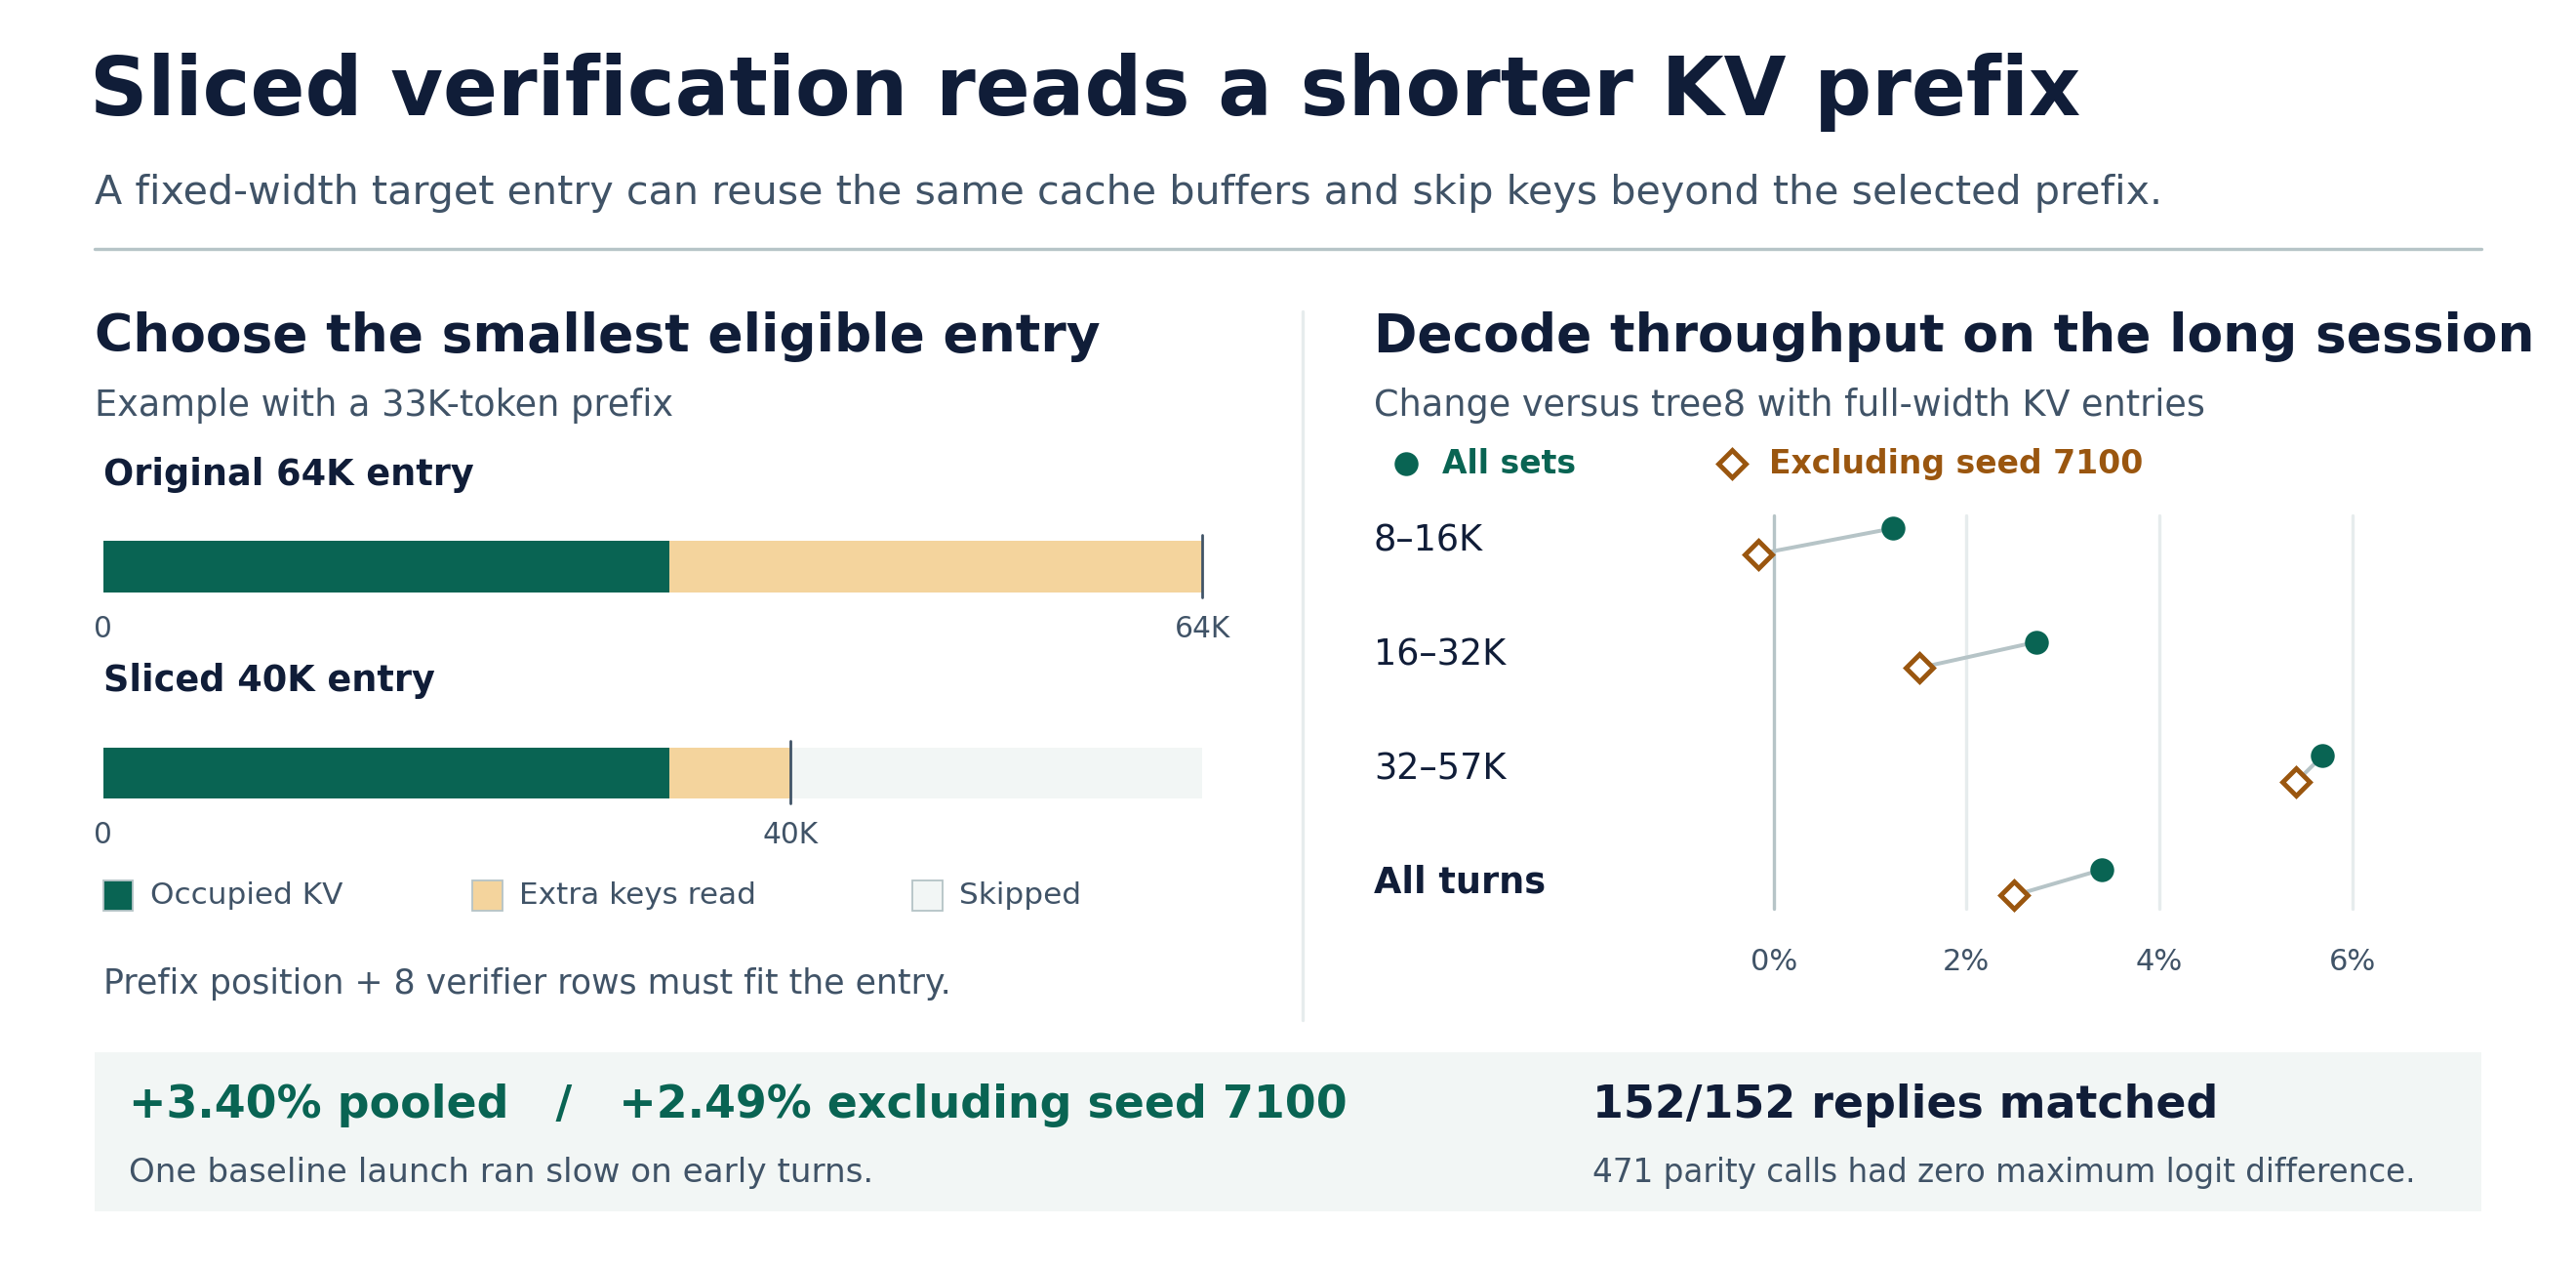 Sliced verification reads a shorter KV prefix
A fixed-width target entry can reuse the same cache buffers and skip keys beyond the selected prefix.
Choose the smallest eligible entry
Example with a 33K-token prefix
Original 64K entry
0
64K
Sliced 40K entry
0
40K
Occupied KV
Extra keys read
Skipped
Prefix position + 8 verifier rows must fit the entry.
Decode throughput on the long session
Change versus tree8 with full-width KV entries
All sets
Excluding seed 7100
8–16K
16–32K
32–57K
All turns
0%
2%
4%
6%
+3.40% pooled / +2.49% excluding seed 7100
One baseline launch ran slow on early turns.
152/152 replies matched
471 parity calls had zero maximum logit difference.